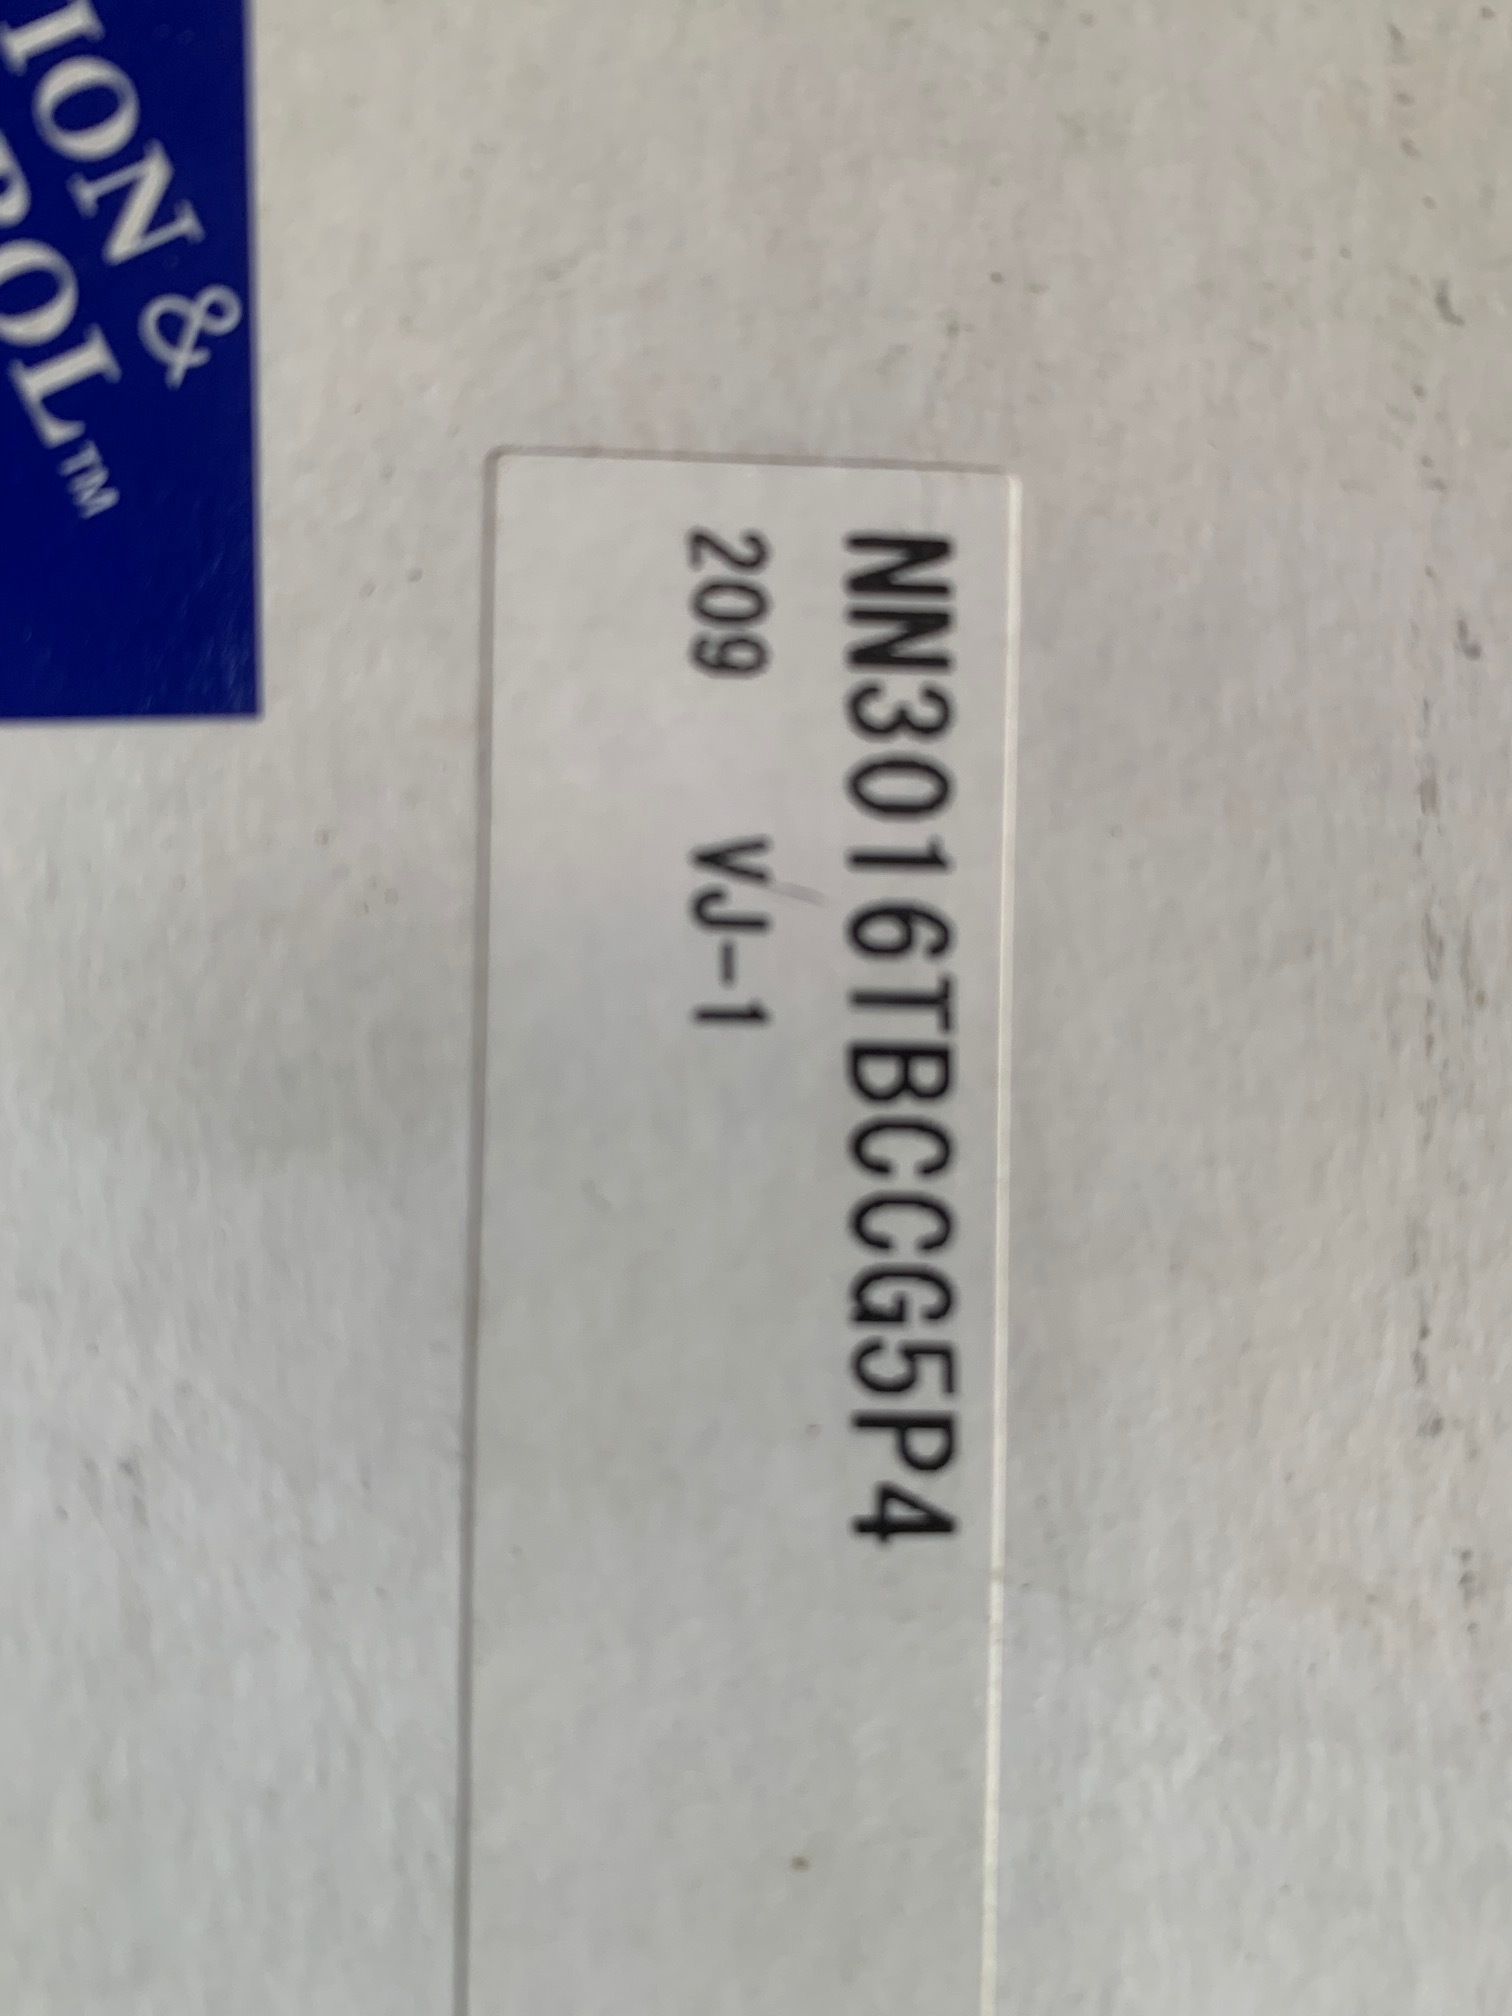 ION &
ROL™
NN3016TBCCG5P4
209 VJ-1